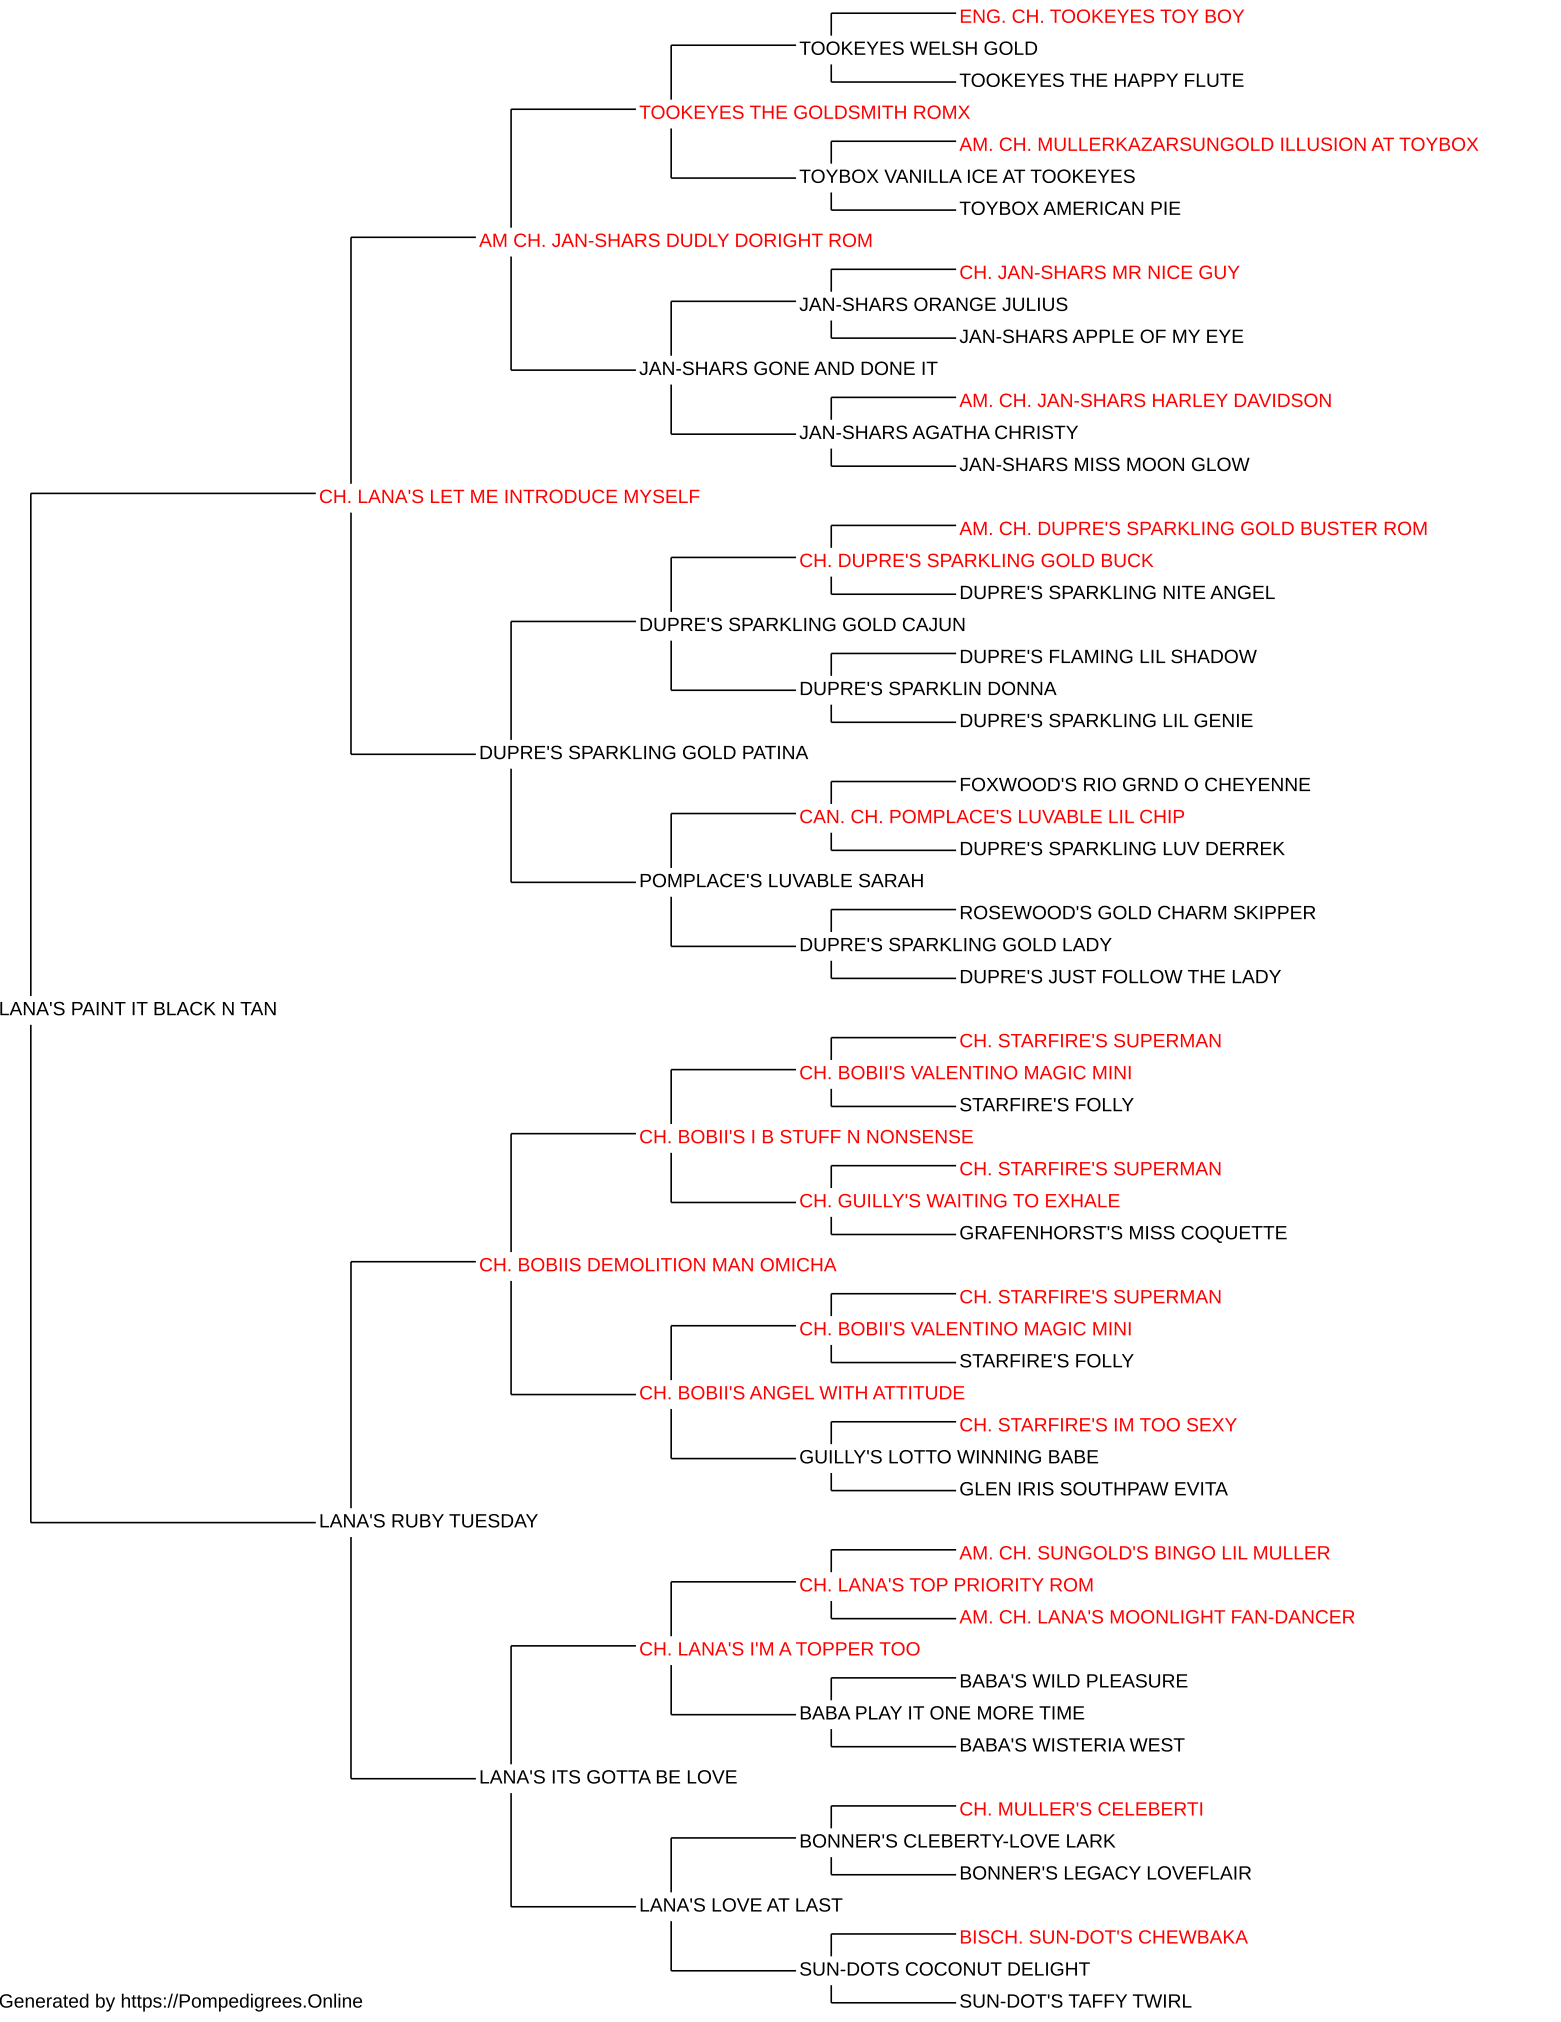 ENG. CH. TOOKEYES TOY BOY
TOOKEYES WELSH GOLD
TOOKEYES THE HAPPY FLUTE
TOOKEYES THE GOLDSMITH ROMX
AM. CH. MULLERKAZARSUNGOLD ILLUSION AT TOYBOX
TOYBOX VANILLA ICE AT TOOKEYES
TOYBOX AMERICAN PIE
AM CH. JAN-SHARS DUDLY DORIGHT ROM
CH. JAN-SHARS MR NICE GUY
JAN-SHARS ORANGE JULIUS
JAN-SHARS APPLE OF MY EYE
JAN-SHARS GONE AND DONE IT
AM. CH. JAN-SHARS HARLEY DAVIDSON
JAN-SHARS AGATHA CHRISTY
JAN-SHARS MISS MOON GLOW
CH. LANA'S LET ME INTRODUCE MYSELF
AM. CH. DUPRE'S SPARKLING GOLD BUSTER ROM
CH. DUPRE'S SPARKLING GOLD BUCK
DUPRE'S SPARKLING NITE ANGEL
DUPRE'S SPARKLING GOLD CAJUN
DUPRE'S FLAMING LIL SHADOW
DUPRE'S SPARKLIN DONNA
DUPRE'S SPARKLING LIL GENIE
DUPRE'S SPARKLING GOLD PATINA
FOXWOOD'S RIO GRND O CHEYENNE
CAN. CH. POMPLACE'S LUVABLE LIL CHIP
DUPRE'S SPARKLING LUV DERREK
POMPLACE'S LUVABLE SARAH
ROSEWOOD'S GOLD CHARM SKIPPER
DUPRE'S SPARKLING GOLD LADY
DUPRE'S JUST FOLLOW THE LADY
LANA'S PAINT IT BLACK N TAN
CH. STARFIRE'S SUPERMAN
CH. BOBII'S VALENTINO MAGIC MINI
STARFIRE'S FOLLY
CH. BOBII'S I B STUFF N NONSENSE
CH. STARFIRE'S SUPERMAN
CH. GUILLY'S WAITING TO EXHALE
GRAFENHORST'S MISS COQUETTE
CH. BOBIIS DEMOLITION MAN OMICHA
CH. STARFIRE'S SUPERMAN
CH. BOBII'S VALENTINO MAGIC MINI
STARFIRE'S FOLLY
CH. BOBII'S ANGEL WITH ATTITUDE
CH. STARFIRE'S IM TOO SEXY
GUILLY'S LOTTO WINNING BABE
GLEN IRIS SOUTHPAW EVITA
LANA'S RUBY TUESDAY
AM. CH. SUNGOLD'S BINGO LIL MULLER
CH. LANA'S TOP PRIORITY ROM
AM. CH. LANA'S MOONLIGHT FAN-DANCER
CH. LANA'S I'M A TOPPER TOO
BABA'S WILD PLEASURE
BABA PLAY IT ONE MORE TIME
BABA'S WISTERIA WEST
LANA'S ITS GOTTA BE LOVE
CH. MULLER'S CELEBERTI
BONNER'S CLEBERTY-LOVE LARK
BONNER'S LEGACY LOVEFLAIR
LANA'S LOVE AT LAST
BISCH. SUN-DOT'S CHEWBAKA
SUN-DOTS COCONUT DELIGHT
SUN-DOT'S TAFFY TWIRL
Generated by https://Pompedigrees.Online